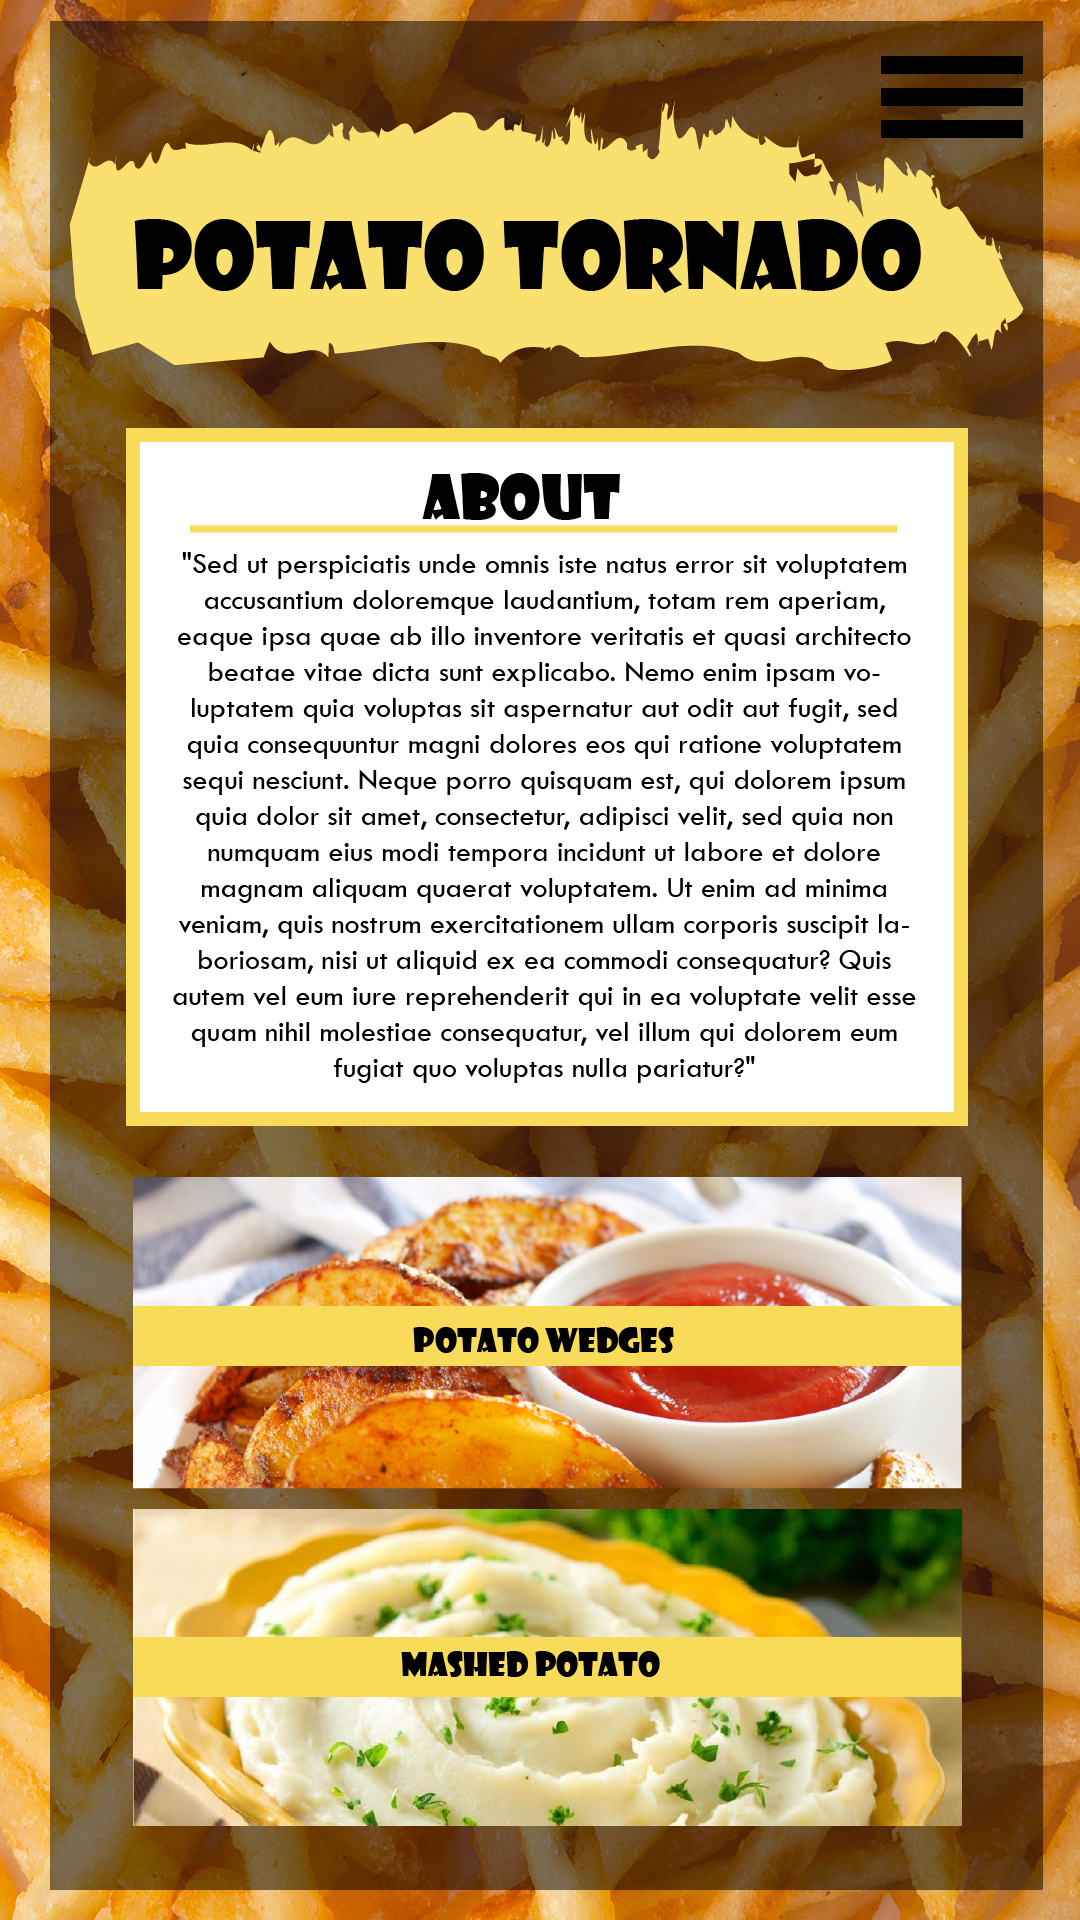 POTATO TORNADO
ABOUT
"Sed ut perspiciatis unde omnis iste natus error sit voluptatem
accusantium doloremque laudantium, totam rem aperiam,
eaque ipsa quae ab illo inventore veritatis et quasi architecto
beatae vitae dicta sunt explicabo. Nemo enim ipsam vo-
luptatem quia voluptas sit aspernatur aut odit aut fugit, sed
quia consequuntur magni dolores eos qui ratione voluptatem
sequi nesciunt. Neque porro quisquam est, qui dolorem ipsum
quia dolor sit amet, consectetur, adipisci velit, sed quia non
numquam eius modi tempora incidunt ut labore et dolore
magnam aliquam quaerat voluptatem. Ut enim ad minima
veniam, quis nostrum exercitationem ullam corporis suscipit la-
boriosam, nisi ut aliquid ex ea commodi consequatur? Quis
autem vel eum iure reprehenderit qui in ea voluptate velit esse
quam nihil molestiae consequatur, vel illum qui dolorem eum
fugiat quo voluptas nulla pariatur?"
POTATO WEDGES
MASHED POTATO